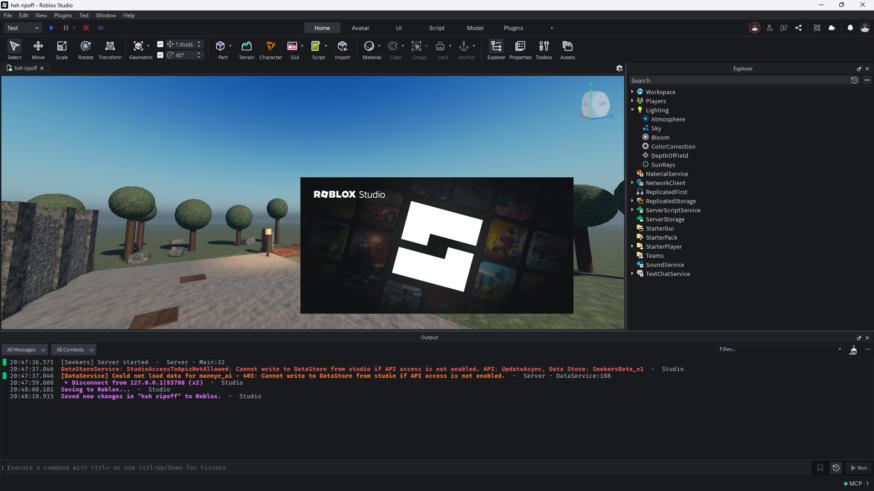 hxh ripoff - Roblox Studio
File Edit View Plugins Test Window Help
Test
Home Avatar UI Script Model Plugins
Select Move Scale Rotate Transform Geometric 1 studs 45° Part Terrain Character GUI Script Import Material Color Group Lock Anchor Explorer Properties Toolbox Assets
hxh ripoff
Explorer
Search
Workspace
Players
Lighting
Atmosphere
Sky
Bloom
ColorCorrection
DepthOfField
SunRays
MaterialService
NetworkClient
ReplicatedFirst
ReplicatedStorage
ServerScriptService
ServerStorage
StarterGui
StarterPack
StarterPlayer
Teams
SoundService
TextChatService
ROBLOX Studio
Output
All Messages All Contexts Filter...
20:47:36.571 [Seekers] Server started - Server - Main:32
20:47:37.046 DataStoreService: StudioAccessToApisNotAllowed: Cannot write to DataStore from studio if API access is not enabled. API: UpdateAsync, Data Store: SeekersData_v1 - Studio
20:47:37.046 [DataService] Could not load data for mannyr_ai - 403: Cannot write to DataStore from studio if API access is not enabled. - Server - DataService:188
20:47:59.600 Disconnect from 127.0.0.1|53788 (x2) - Studio
20:48:08.181 Saving to Roblox... - Studio
20:48:10.915 Saved new changes in "hxh ripoff" to Roblox. - Studio
Execute a command with Ctrl+↵ or use Ctrl+Up/Down for history
Run
MCP · 1